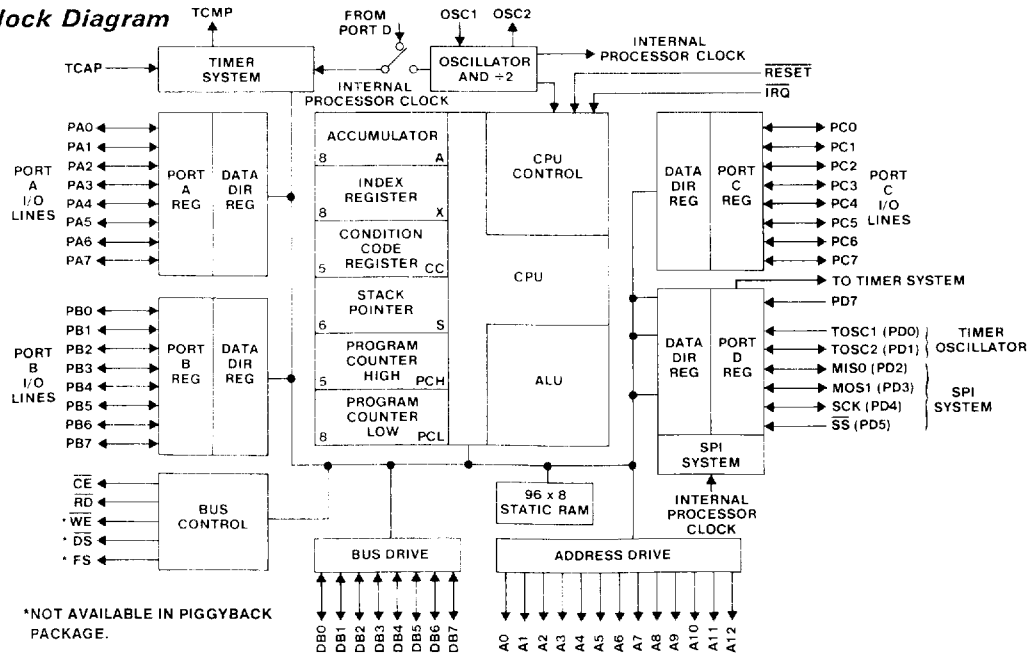 lock Diagram
TCMP
FROM
PORT D
OSC1
OSC2
TCAP
TIMER
SYSTEM
INTERNAL
PROCESSOR CLOCK
OSCILLATOR
AND ÷2
INTERNAL
PROCESSOR CLOCK
RESET
IRQ
PORT
A
I/O
LINES
PA0
PA1
PA2
PA3
PA4
PA5
PA6
PA7
PORT
A
REG
DATA
DIR
REG
ACCUMULATOR
8 A
INDEX
REGISTER
8 X
CONDITION
CODE
REGISTER
5 CC
STACK
POINTER
6 S
PROGRAM
COUNTER
HIGH
5 PCH
PROGRAM
COUNTER
LOW
8 PCL
CPU
CONTROL
CPU
ALU
DATA
DIR
REG
PORT
C
REG
PC0
PC1
PC2
PC3
PC4
PC5
PC6
PC7
PORT
C
I/O
LINES
PORT
B
I/O
LINES
PB0
PB1
PB2
PB3
PB4
PB5
PB6
PB7
PORT
B
REG
DATA
DIR
REG
DATA
DIR
REG
PORT
D
REG
TO TIMER SYSTEM
PD7
TOSC1 (PD0)
TOSC2 (PD1)
TIMER
OSCILLATOR
MIS0 (PD2)
MOS1 (PD3)
SCK (PD4)
SS (PD5)
SPI
SYSTEM
SPI
SYSTEM
INTERNAL
PROCESSOR
CLOCK
CE
RD
* WE
* DS
* FS
BUS
CONTROL
96 x 8
STATIC RAM
BUS DRIVE
ADDRESS DRIVE
DB0
DB1
DB2
DB3
DB4
DB5
DB6
DB7
A0
A1
A2
A3
A4
A5
A6
A7
A8
A9
A10
A11
A12
*NOT AVAILABLE IN PIGGYBACK
PACKAGE.